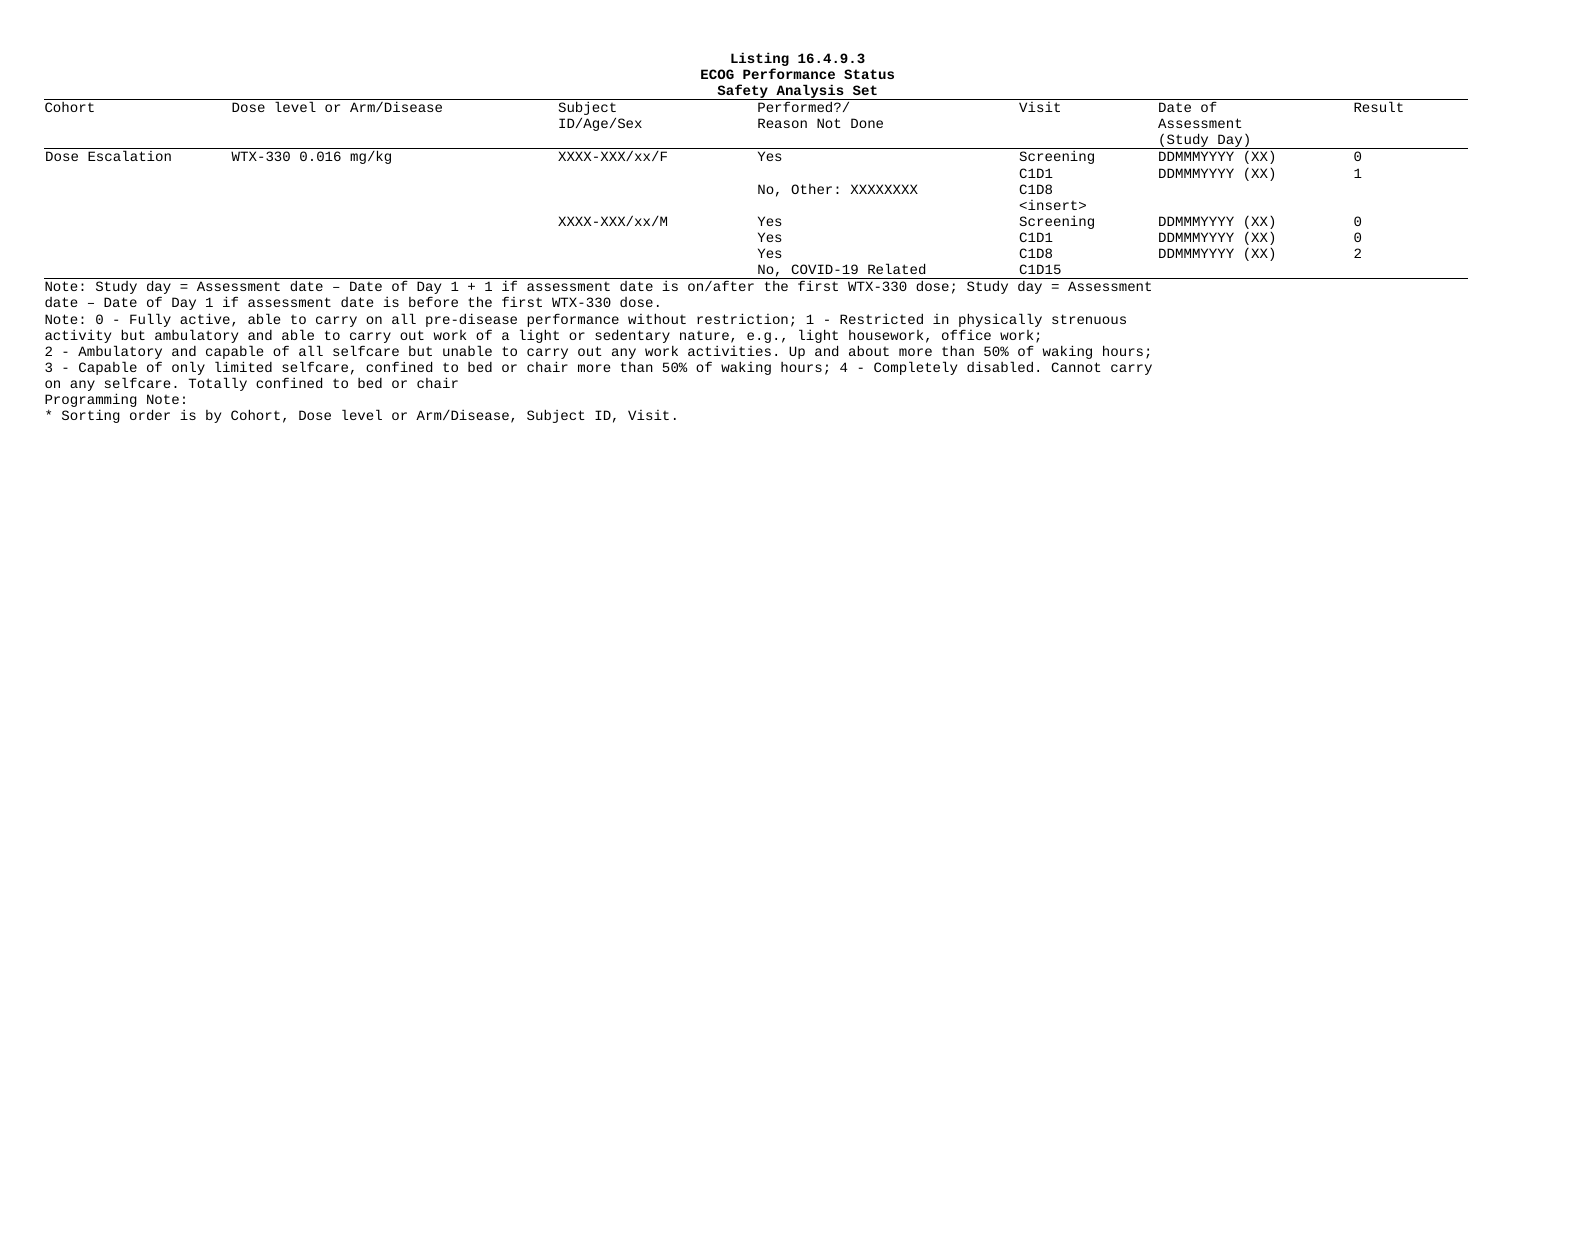 Listing 16.4.9.3
ECOG Performance Status
Safety Analysis Set
Cohort Dose level or Arm/Disease Subject Performed?/ Visit Date of Result
ID/Age/Sex Reason Not Done Assessment
(Study Day)
Dose Escalation WTX-330 0.016 mg/kg XXXX-XXX/xx/F Yes Screening DDMMMYYYY (XX) 0
C1D1 DDMMMYYYY (XX) 1
No, Other: XXXXXXXX C1D8
<insert>
XXXX-XXX/xx/M Yes Screening DDMMMYYYY (XX) 0
Yes C1D1 DDMMMYYYY (XX) 0
Yes C1D8 DDMMMYYYY (XX) 2
No, COVID-19 Related C1D15
Note: Study day = Assessment date – Date of Day 1 + 1 if assessment date is on/after the first WTX-330 dose; Study day = Assessment
date – Date of Day 1 if assessment date is before the first WTX-330 dose.
Note: 0 - Fully active, able to carry on all pre-disease performance without restriction; 1 - Restricted in physically strenuous
activity but ambulatory and able to carry out work of a light or sedentary nature, e.g., light housework, office work;
2 - Ambulatory and capable of all selfcare but unable to carry out any work activities. Up and about more than 50% of waking hours;
3 - Capable of only limited selfcare, confined to bed or chair more than 50% of waking hours; 4 - Completely disabled. Cannot carry
on any selfcare. Totally confined to bed or chair
Programming Note:
* Sorting order is by Cohort, Dose level or Arm/Disease, Subject ID, Visit.